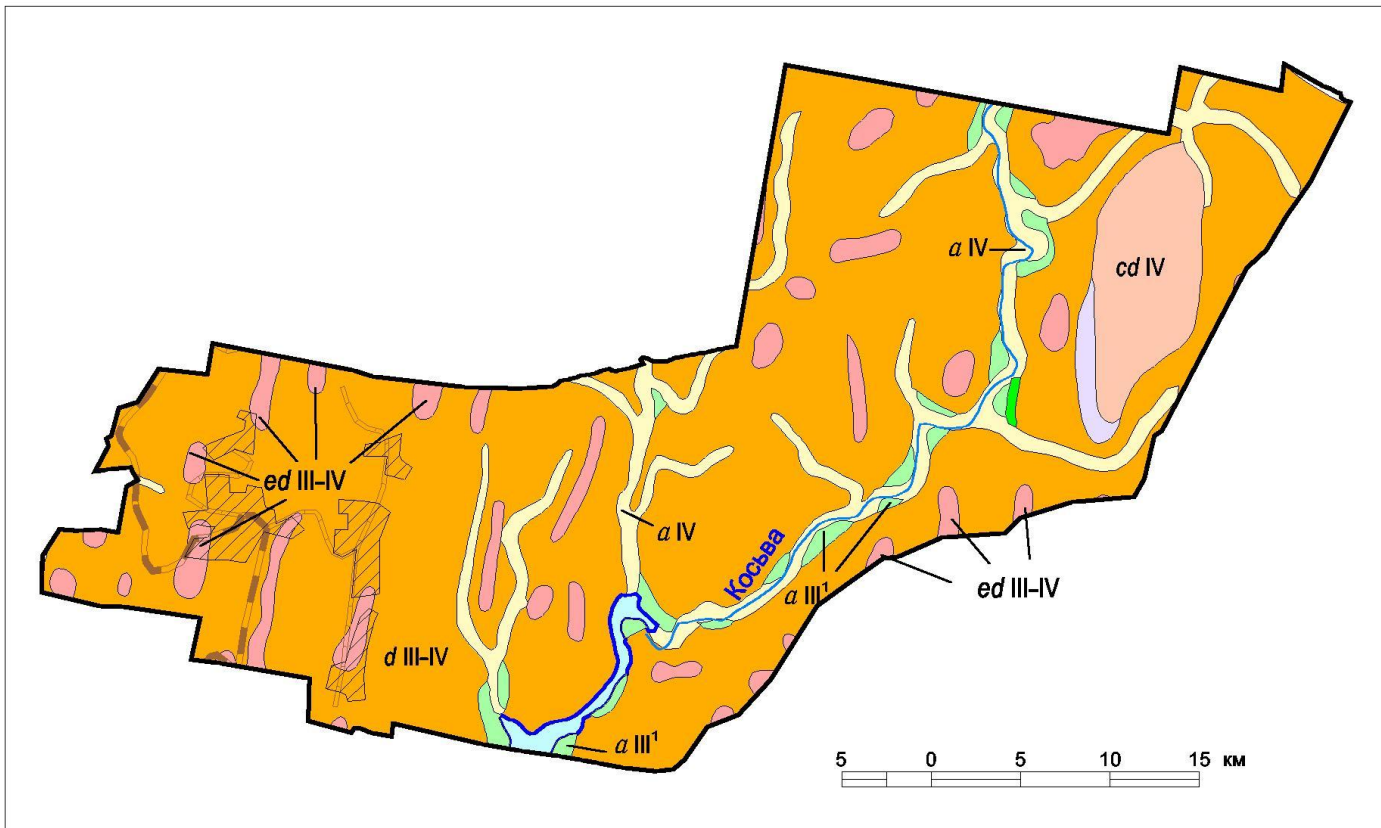 a IV
cd IV
ed III–IV
a IV
Косьва
a III¹
ed III–IV
d III–IV
a III¹
5 0 5 10 15 км